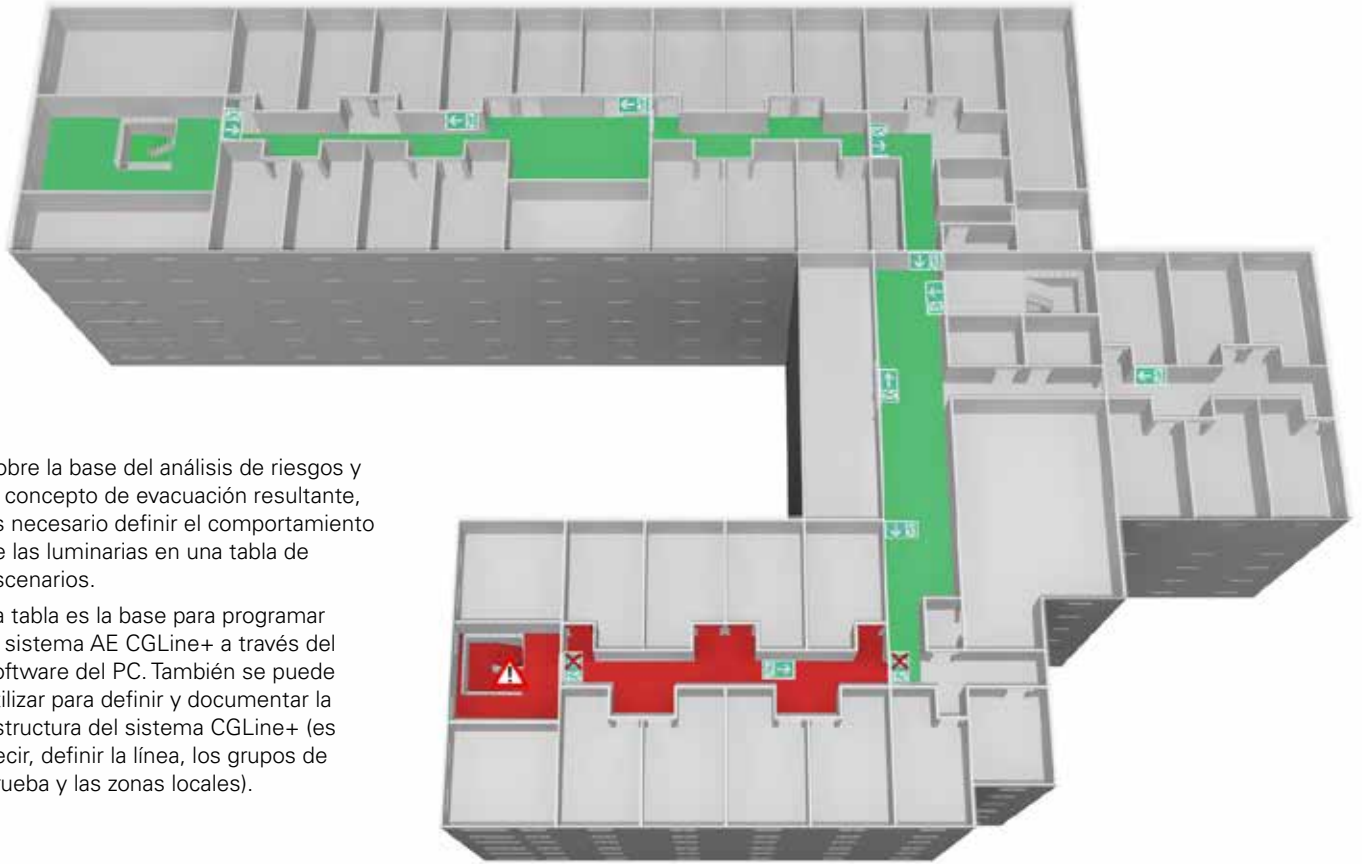 obre la base del análisis de riesgos y
concepto de evacuación resultante,
s necesario definir el comportamiento
e las luminarias en una tabla de
scenarios.
a tabla es la base para programar
sistema AE CGLine+ a través del
oftware del PC. También se puede
tilizar para definir y documentar la
structura del sistema CGLine+ (es
ecir, definir la línea, los grupos de
rueba y las zonas locales).